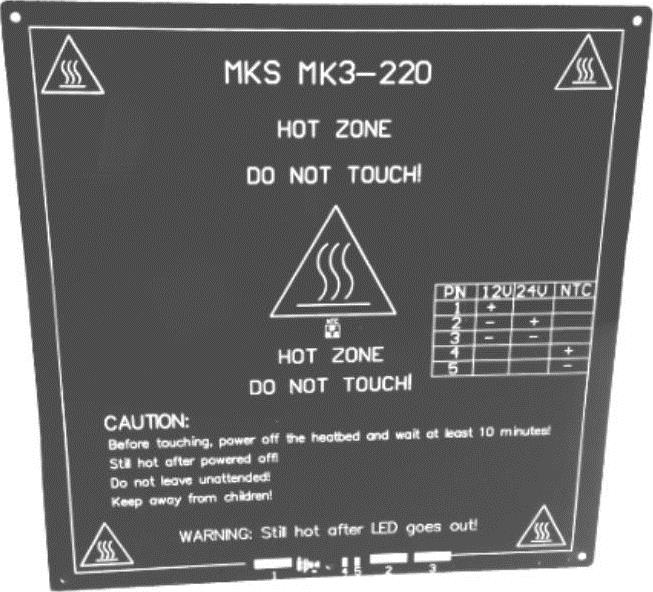 MKS MK3-220
HOT ZONE
DO NOT TOUCH!
PIN 12V 24V NTC
1 +
2 - +
3 - -
4 +
5 -
NTC
HOT ZONE
DO NOT TOUCH!
CAUTION:
Before touching, power off the heatbed and wait at least 10 minutes!
Still hot after powered off!
Do not leave unattended!
Keep away from children!
WARNING: Still hot after LED goes out!
1 4 5 2 3